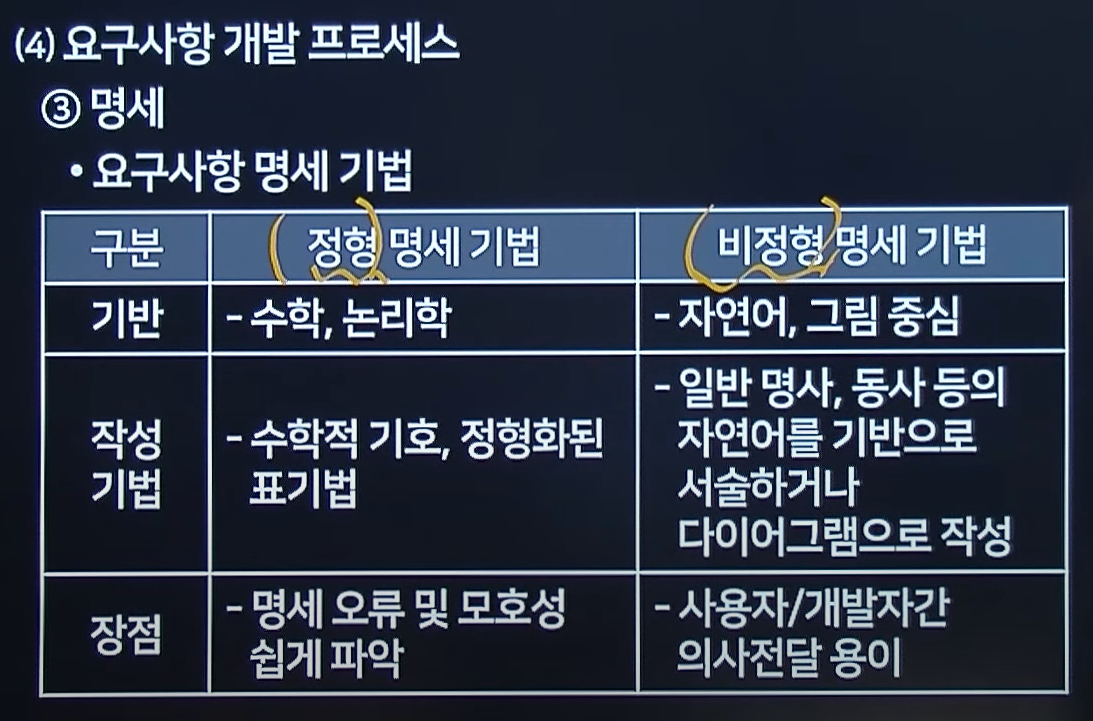 (4) 요구사항 개발 프로세스
③ 명세
• 요구사항 명세 기법
구분 정형 명세 기법 비정형 명세 기법
기반 - 수학, 논리학 - 자연어, 그림 중심
작성
기법
- 수학적 기호, 정형화된
표기법
- 일반 명사, 동사 등의
자연어를 기반으로
서술하거나
다이어그램으로 작성
장점
- 명세 오류 및 모호성
쉽게 파악
- 사용자/개발자간
의사전달 용이